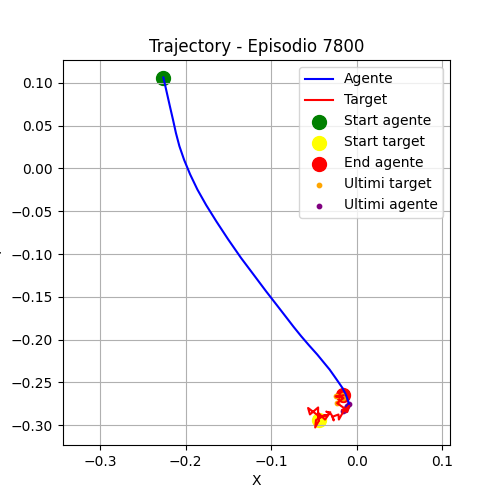 Trajectory - Episodio 7800
Agente
Target
Start agente
Start target
End agente
Ultimi target
Ultimi agente
0.10
0.05
0.00
−0.05
−0.10
−0.15
−0.20
−0.25
−0.30
−0.3
−0.2
−0.1
0.0
0.1
X